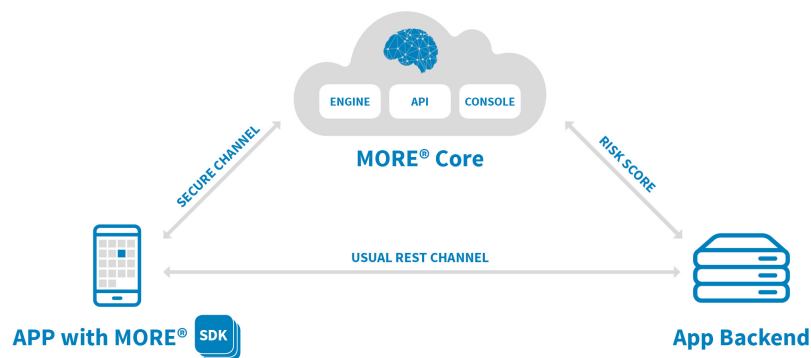 ENGINE
API
CONSOLE
MORE® Core
SECURE CHANNEL
RISK SCORE
USUAL REST CHANNEL
APP with MORE® SDK
App Backend